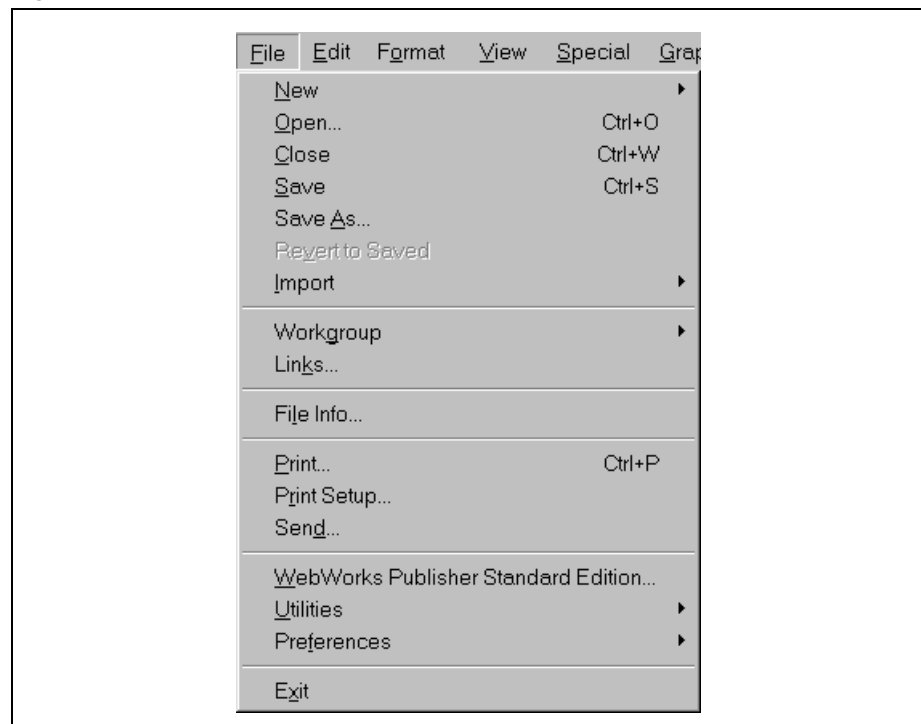 File Edit Format View Special Grap
New
Open... Ctrl+O
Close Ctrl+W
Save Ctrl+S
Save As...
Revert to Saved
Import
Workgroup
Links...
File Info...
Print... Ctrl+P
Print Setup...
Send...
WebWorks Publisher Standard Edition...
Utilities
Preferences
Exit